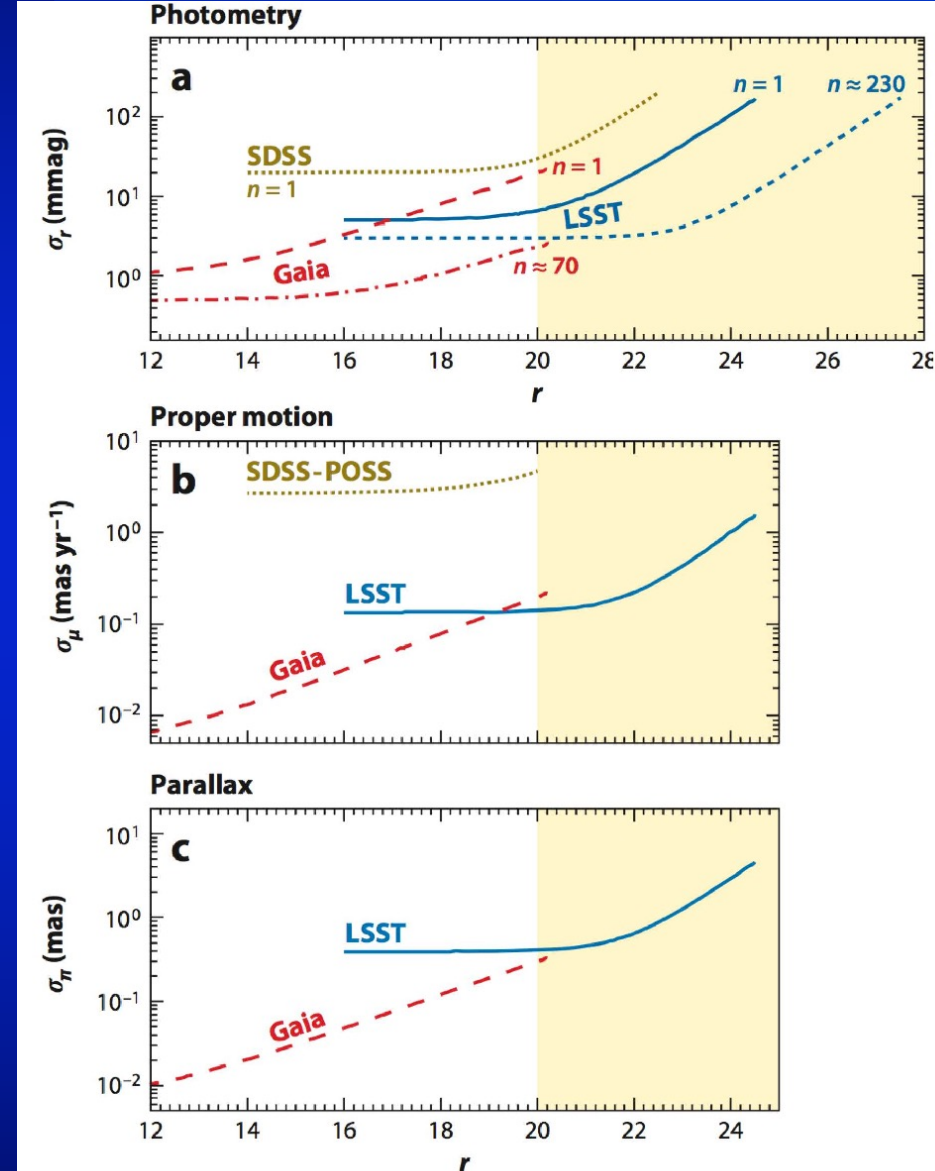 Photometry
a
SDSS
n = 1
n = 1
n = 1
n ≈ 230
LSST
Gaia
n ≈ 70
σr (mmag)
10²
10¹
10⁰
12 14 16 18 20 22 24 26 28
r
Proper motion
b
SDSS-POSS
LSST
Gaia
σμ (mas yr⁻¹)
10¹
10⁰
10⁻¹
10⁻²
Parallax
c
LSST
Gaia
σπ (mas)
10¹
10⁰
10⁻¹
10⁻²
12 14 16 18 20 22 24
r